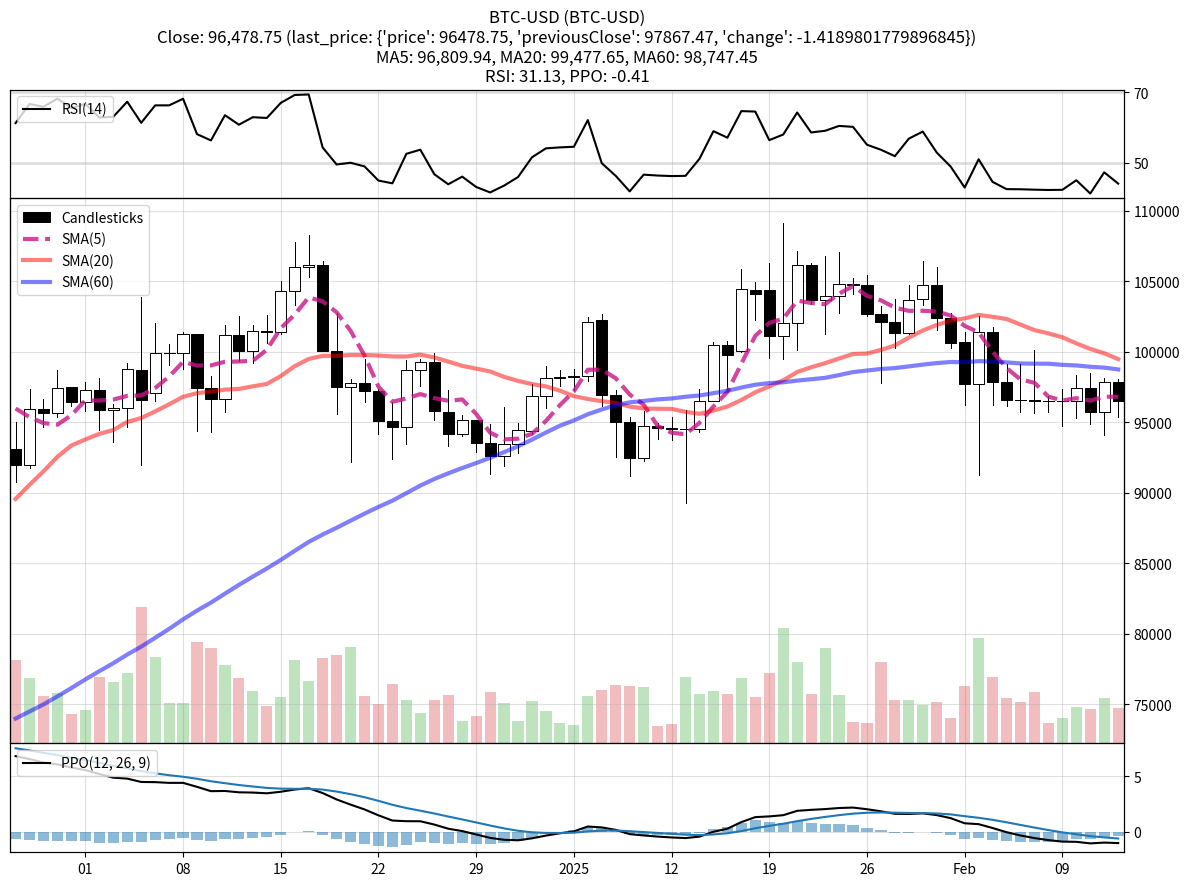 BTC-USD (BTC-USD)
Close: 96,478.75 (last_price: {'price': 96478.75, 'previousClose': 97867.47, 'change': -1.4189801779896845})
MA5: 96,809.94, MA20: 99,477.65, MA60: 98,747.45
RSI: 31.13, PPO: -0.41
RSI(14)
70
50
Candlesticks
SMA(5)
SMA(20)
SMA(60)
110000
105000
100000
95000
90000
85000
80000
75000
PPO(12, 26, 9)
5
0
01 08 15 22 29 2025 12 19 26 Feb 09